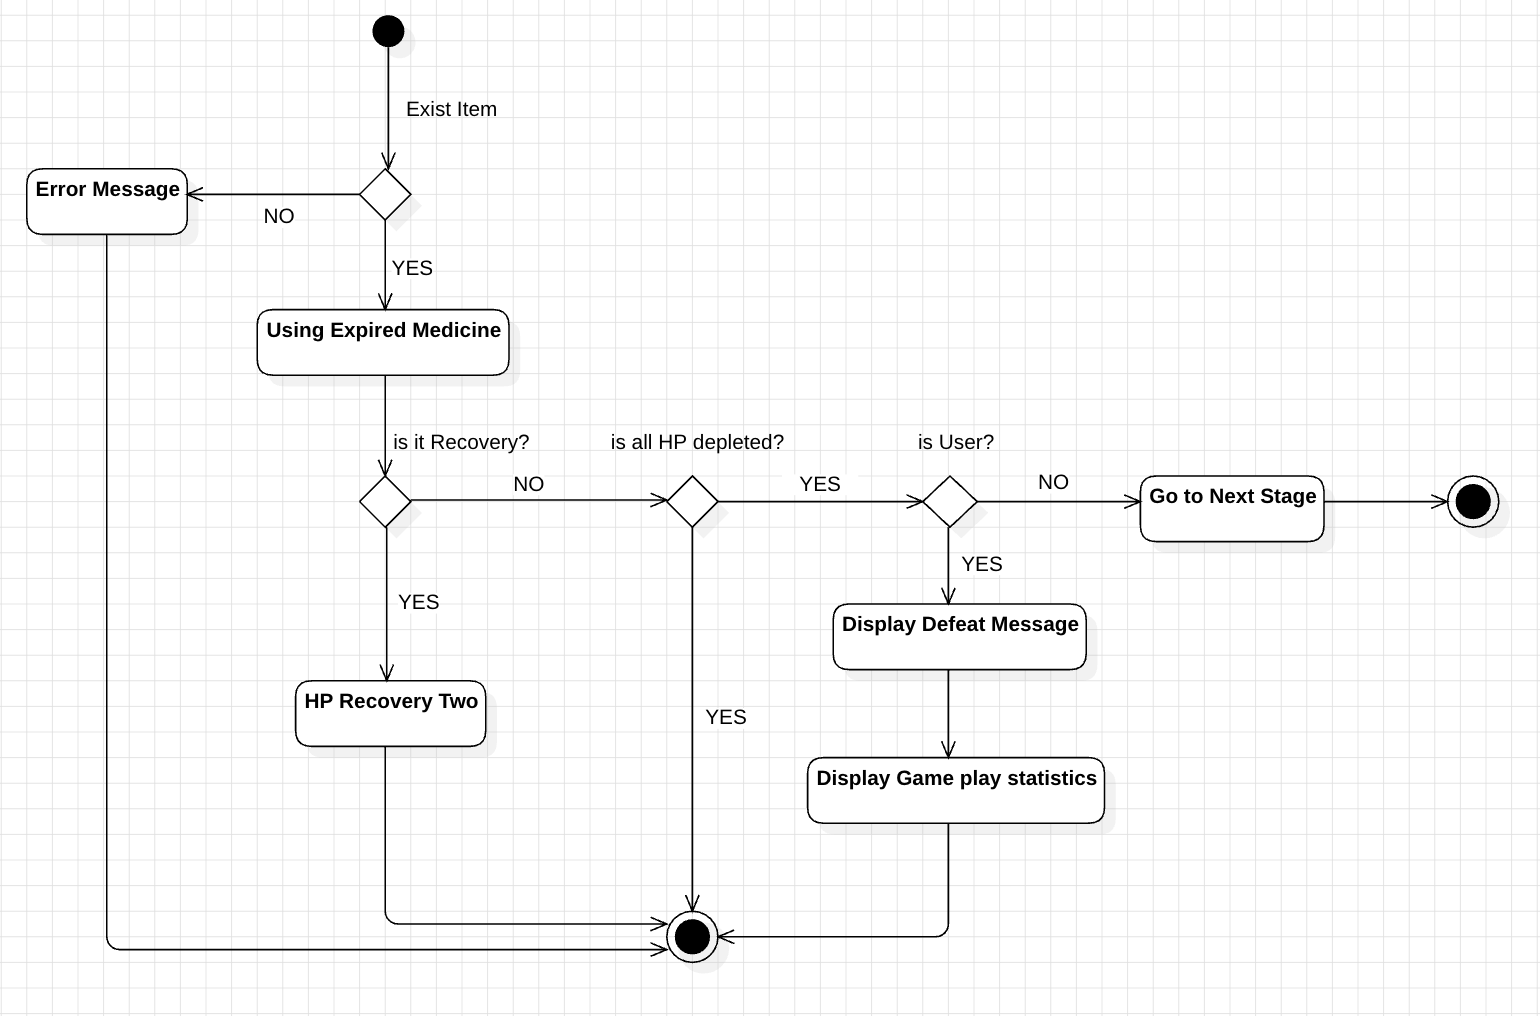 Exist Item
Error Message
NO
YES
Using Expired Medicine
is it Recovery?
is all HP depleted?
is User?
NO
YES
NO
Go to Next Stage
YES
YES
Display Defeat Message
HP Recovery Two
YES
Display Game play statistics